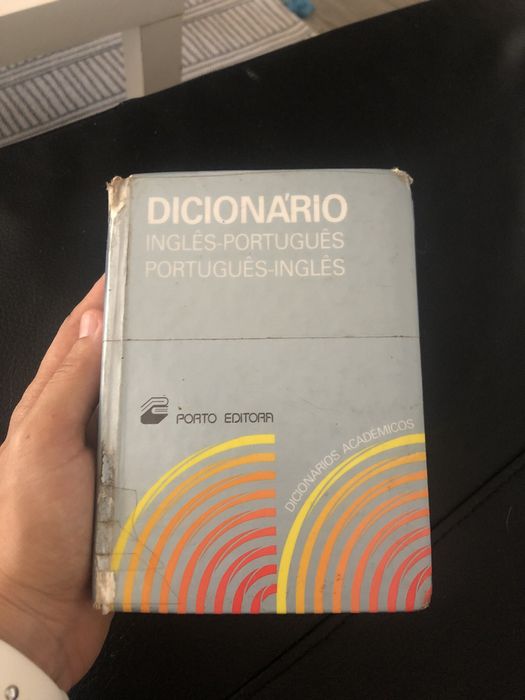 DICIONÁRIO
INGLÊS-PORTUGUÊS
PORTUGUÊS-INGLÊS
PORTO EDITORA
DICIONÁRIOS ACADÉMICOS